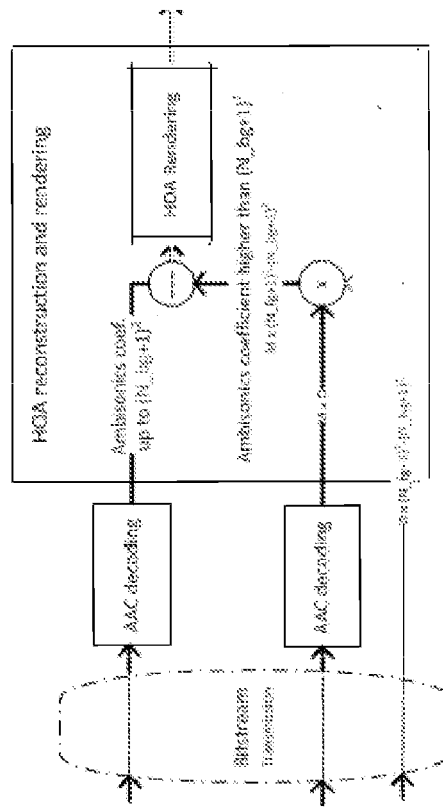 HOA reconstruction and rendering
Ambisonics coef.
up to (N_bg+1)²
HOA Rendering
Ambisonics coefficient higher than (N_bg+1)²
AAC decoding
AAC decoding
Bitstream
Transmission